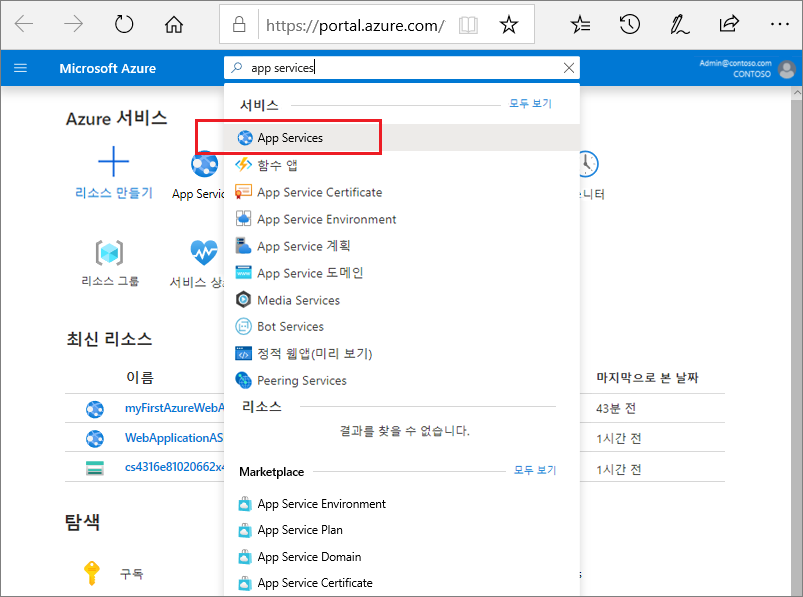 https://portal.azure.com/
Microsoft Azure
app services
Admin@contoso.com
CONTOSO
Azure 서비스
리소스 만들기
App Servic
니터
리소스 그룹
서비스 상
서비스
모두 보기
App Services
함수 앱
App Service Certificate
App Service Environment
App Service 계획
App Service 도메인
Media Services
Bot Services
정적 웹앱(미리 보기)
Peering Services
리소스
결과를 찾을 수 없습니다.
Marketplace
모두 보기
App Service Environment
App Service Plan
App Service Domain
App Service Certificate
최신 리소스
이름
마지막으로 본 날짜
myFirstAzureWebA
43분 전
WebApplicationAS
1시간 전
cs4316e81020662x4
1시간 전
탐색
구독